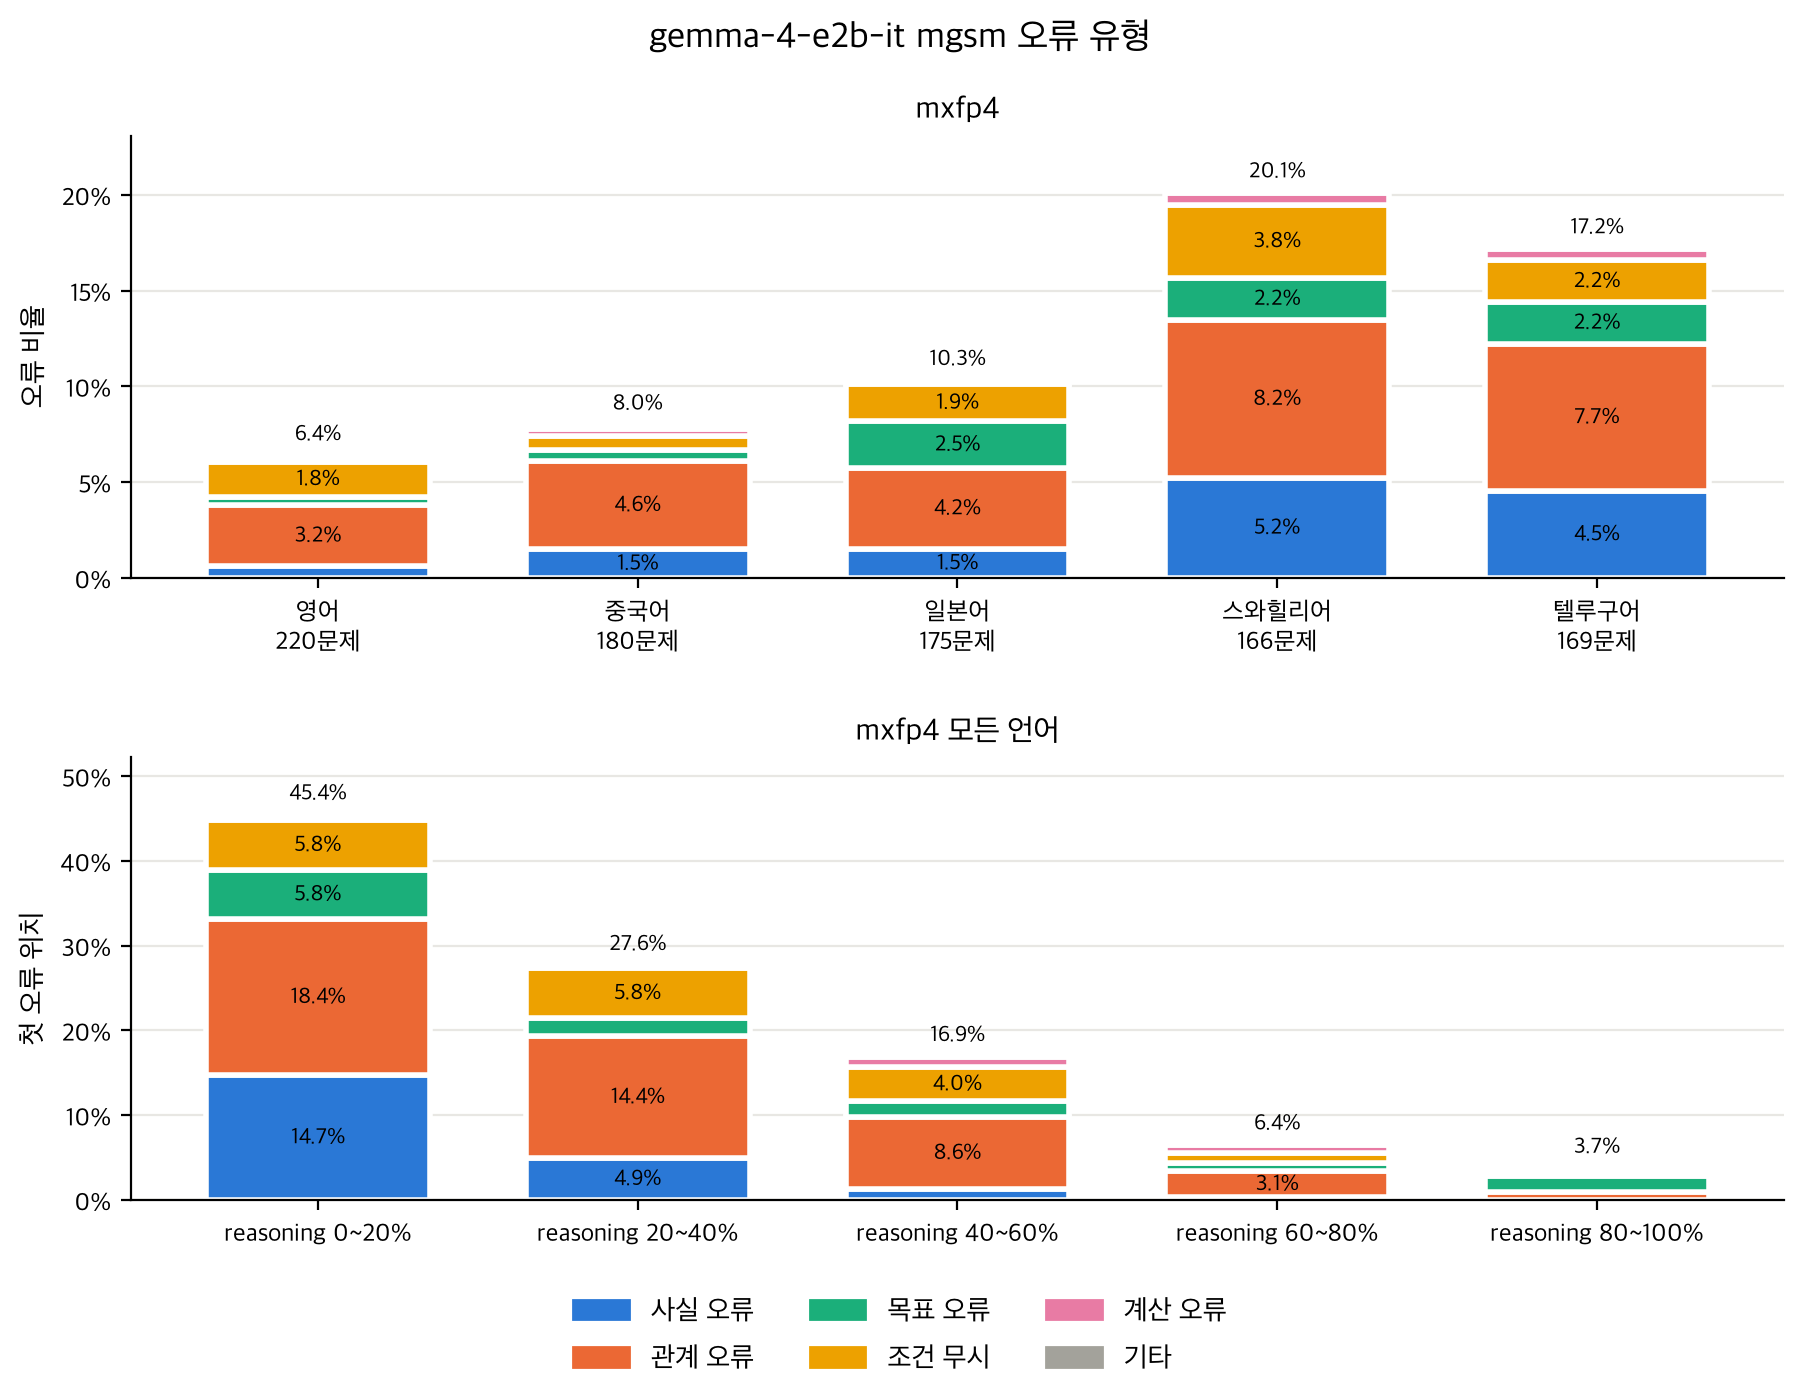 gemma-4-e2b-it mgsm 오류 유형
mxfp4
오류 비율
20%
15%
10%
5%
0%
6.4%
1.8%
3.2%
8.0%
4.6%
1.5%
10.3%
1.9%
2.5%
4.2%
1.5%
20.1%
3.8%
2.2%
8.2%
5.2%
17.2%
2.2%
2.2%
7.7%
4.5%
영어
220문제
중국어
180문제
일본어
175문제
스와힐리어
166문제
텔루구어
169문제
mxfp4 모든 언어
첫 오류 위치
50%
40%
30%
20%
10%
0%
45.4%
5.8%
5.8%
18.4%
14.7%
27.6%
5.8%
14.4%
4.9%
16.9%
4.0%
8.6%
6.4%
3.1%
3.7%
reasoning 0~20%
reasoning 20~40%
reasoning 40~60%
reasoning 60~80%
reasoning 80~100%
사실 오류
관계 오류
목표 오류
조건 무시
계산 오류
기타